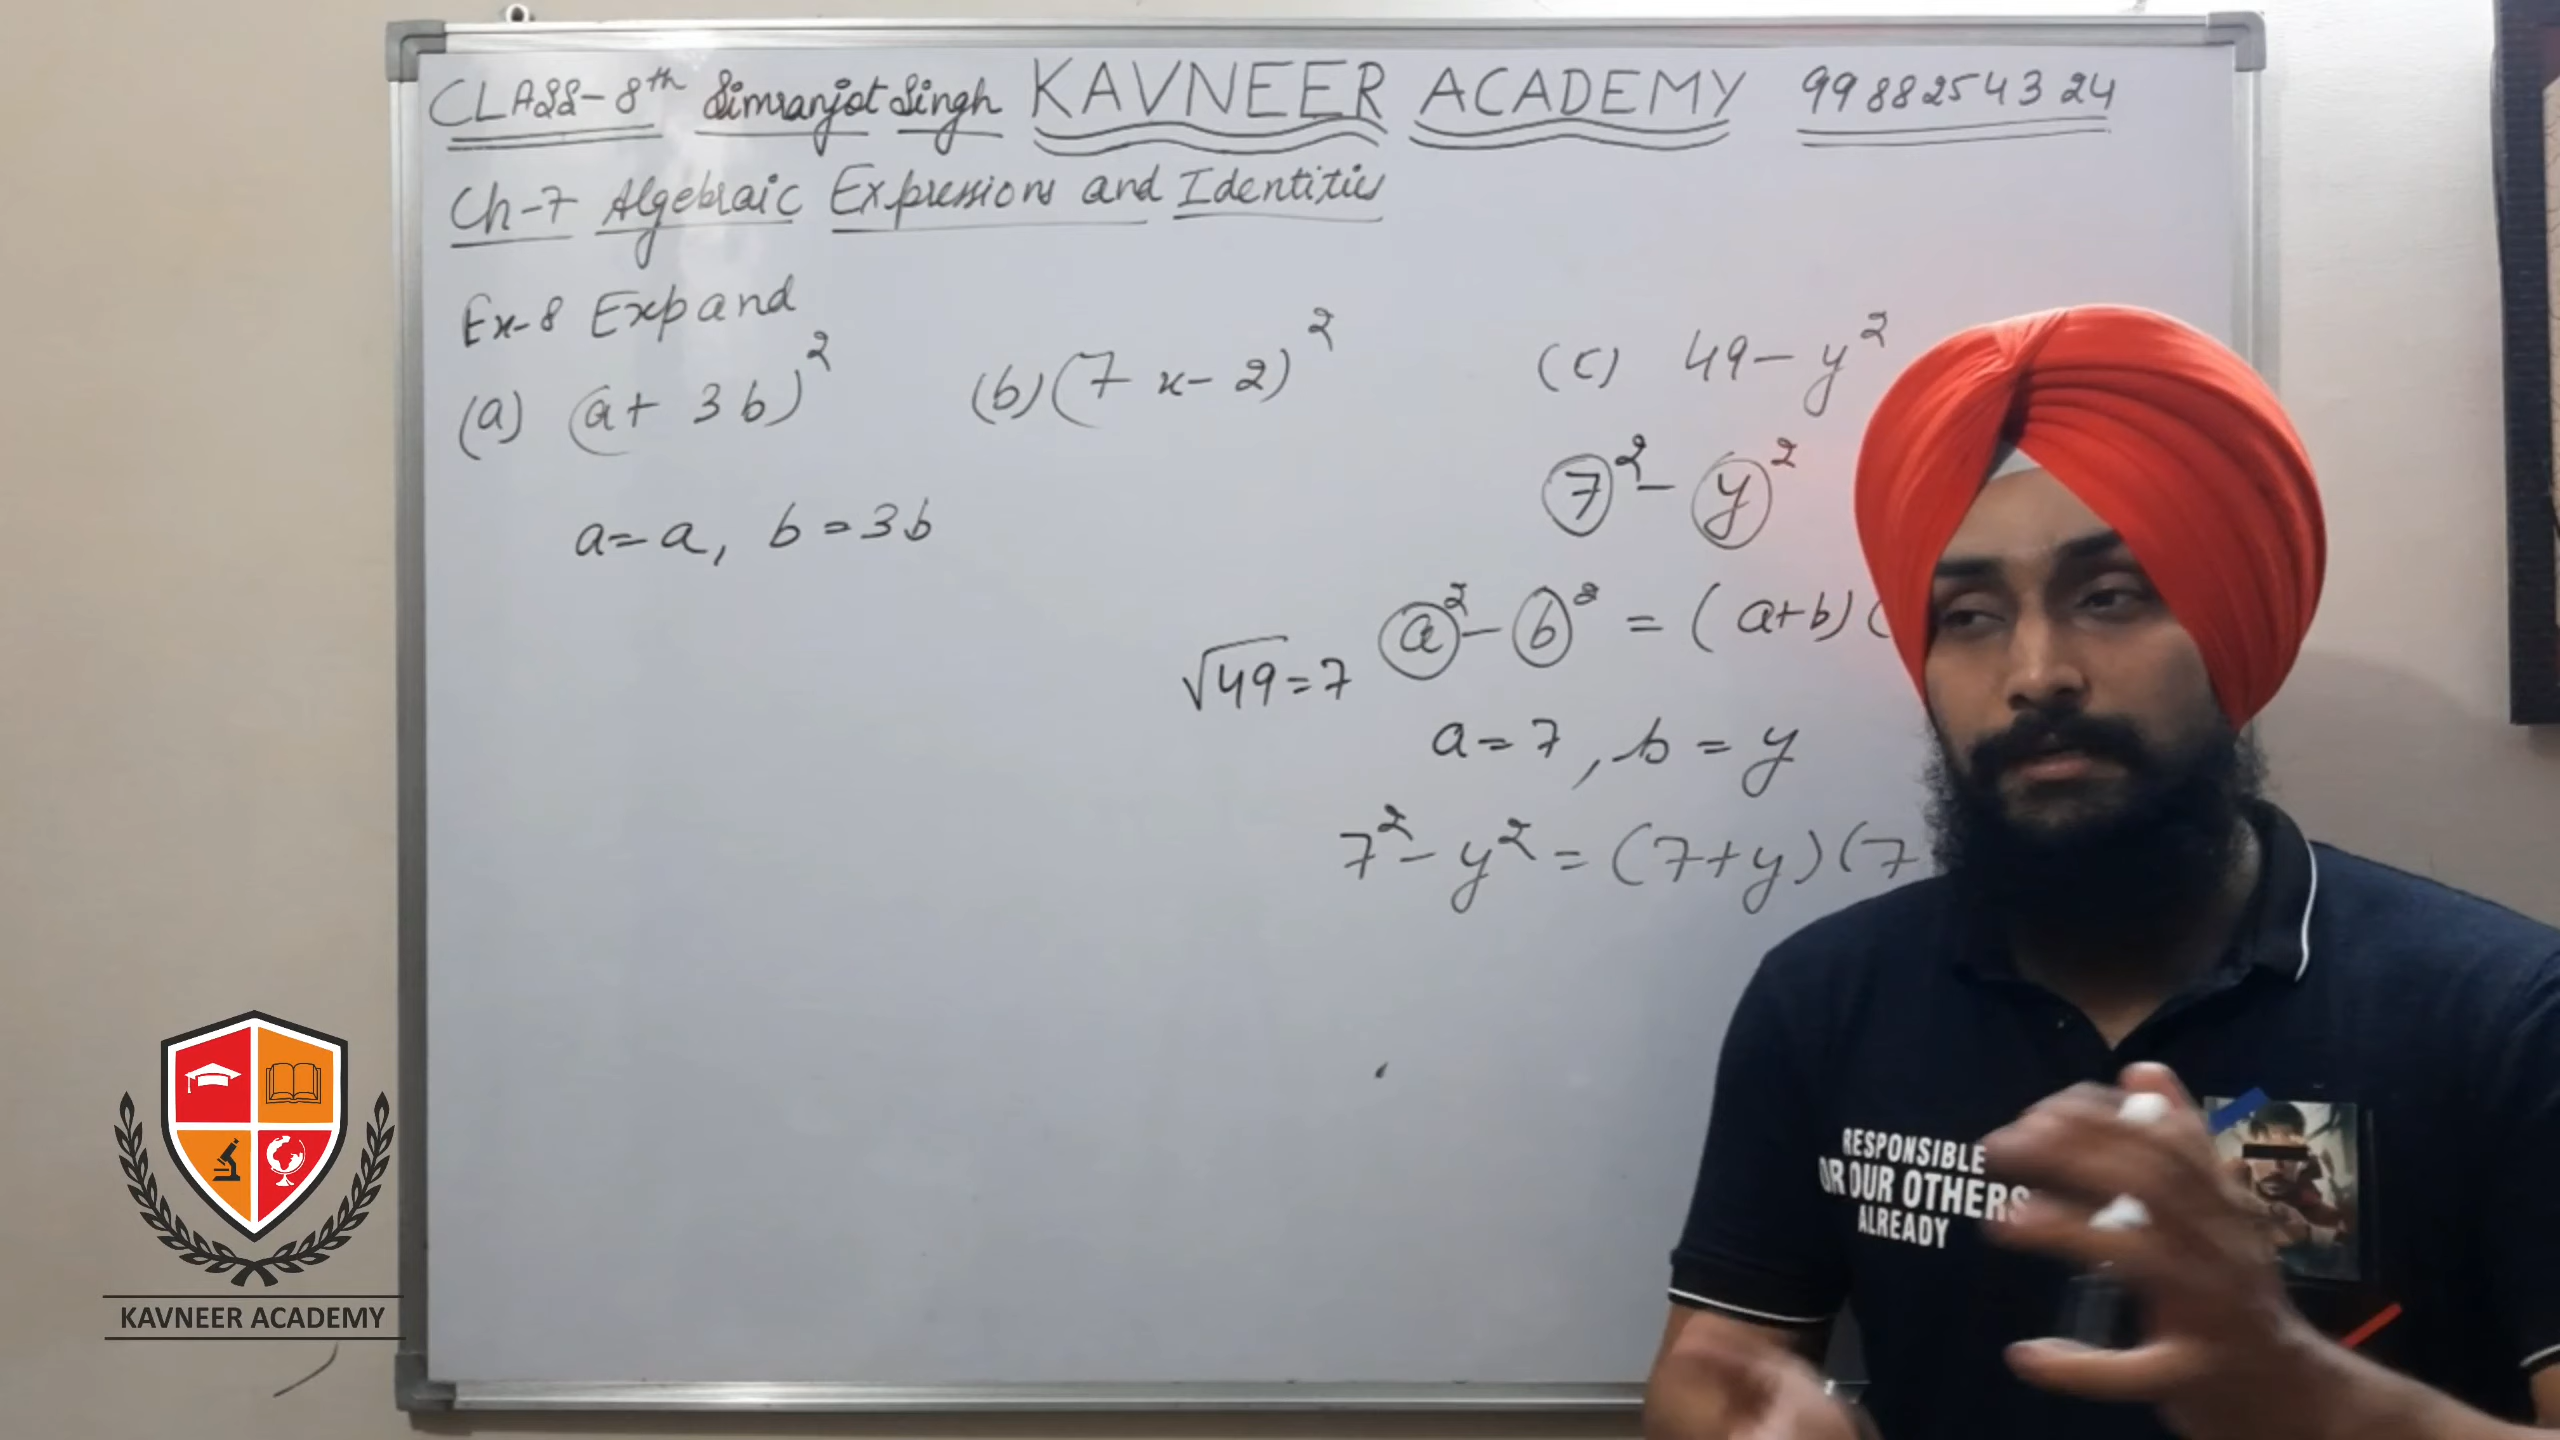 CLASS-8th Simranjot Singh KAVNEER ACADEMY 9988254324
Ch-7 Algebraic Expressions and Identities
Ex-8 Expand
(a) (a+ 3b)² (b) (7x-2)² (c) 49-y²
7²-y²
a=a, b=3b
a²-b² = (a+b)(
√49=7
a=7, b=y
7²-y²=(7+y)(7
RESPONSIBLE
OR OUR OTHERS
ALREADY
KAVNEER ACADEMY